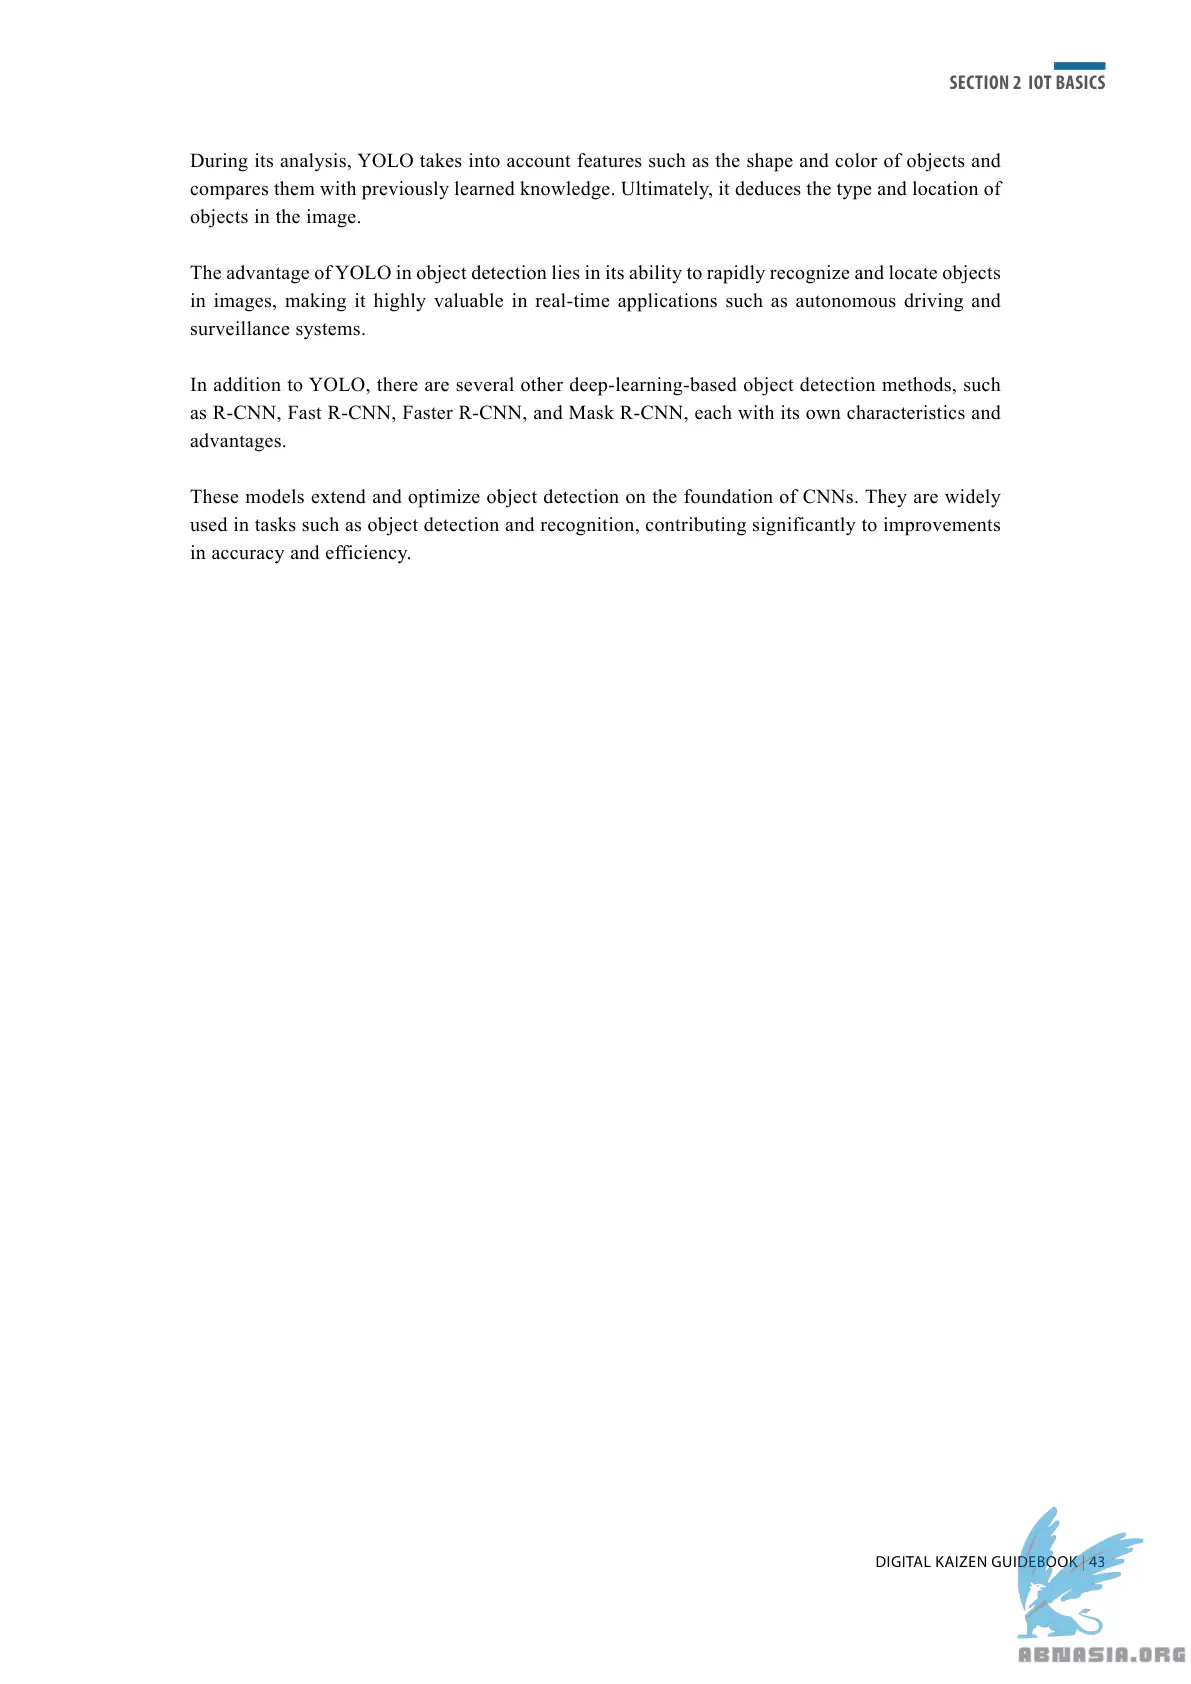 SECTION 2 IOT BASICS
During its analysis, YOLO takes into account features such as the shape and color of objects and
compares them with previously learned knowledge. Ultimately, it deduces the type and location of
objects in the image.
The advantage of YOLO in object detection lies in its ability to rapidly recognize and locate objects
in images, making it highly valuable in real-time applications such as autonomous driving and
surveillance systems.
In addition to YOLO, there are several other deep-learning-based object detection methods, such
as R-CNN, Fast R-CNN, Faster R-CNN, and Mask R-CNN, each with its own characteristics and
advantages.
These models extend and optimize object detection on the foundation of CNNs. They are widely
used in tasks such as object detection and recognition, contributing significantly to improvements
in accuracy and efficiency.
DIGITAL KAIZEN GUIDEBOOK | 43
ABNASIA.ORG